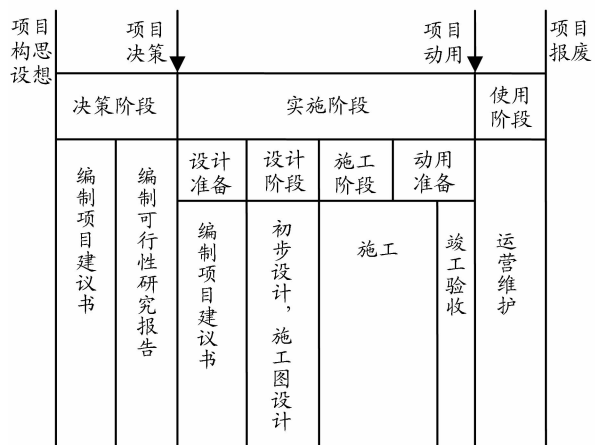 项目
构思
设想
项目
决策
项目
动用
项目
报废
决策阶段
实施阶段
使用
阶段
设计
准备
设计
阶段
施工
阶段
动用
准备
编制项目建议书
编制可行性研究报告
编制项目建议书
初步设计，施工图设计
施工
竣工验收
运营维护